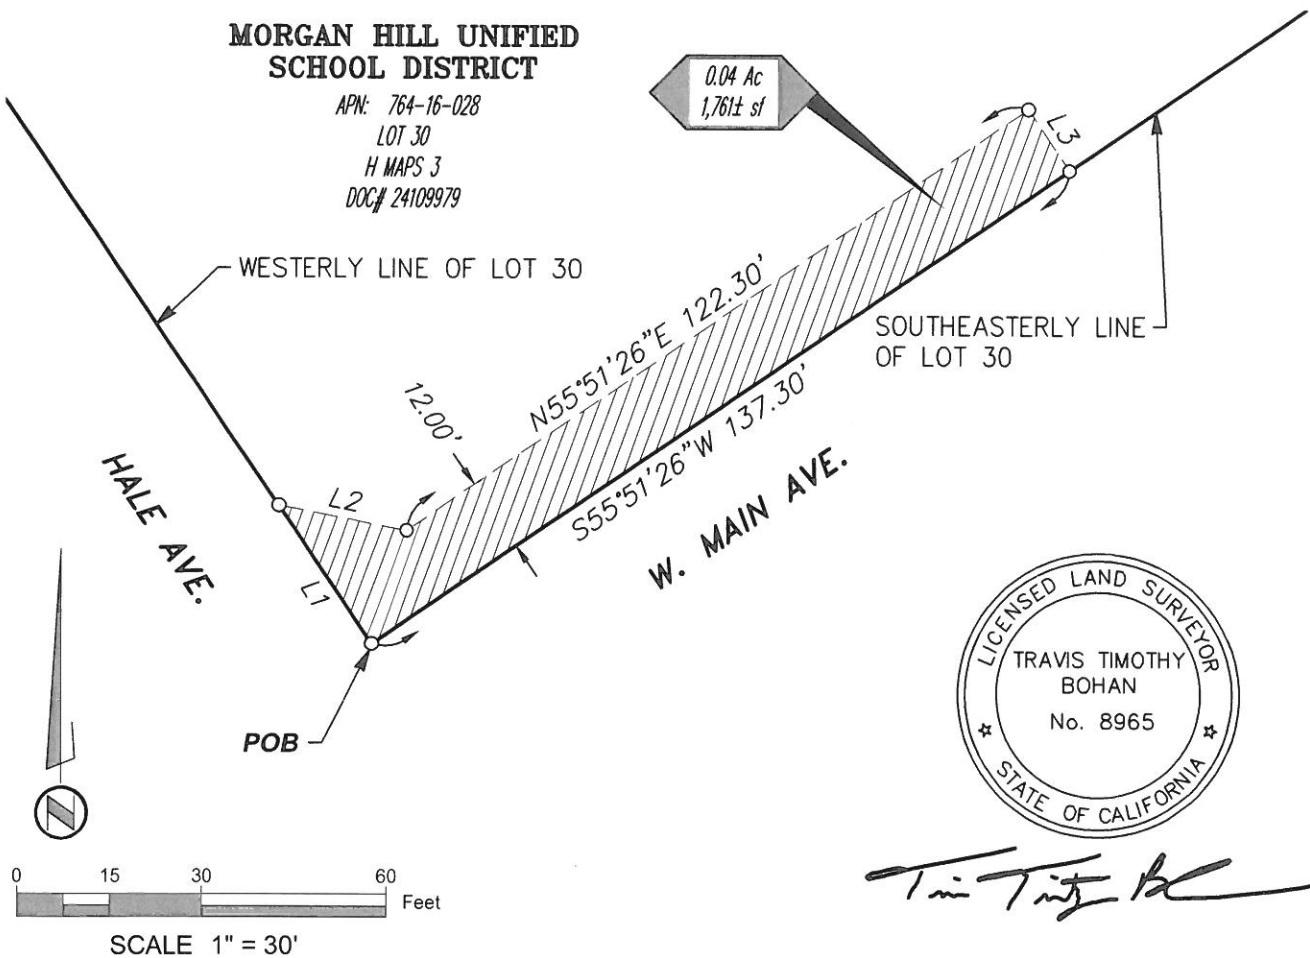 MORGAN HILL UNIFIED
SCHOOL DISTRICT
APN: 764-16-028
LOT 30
H MAPS 3
DOC# 24109979
0.04 Ac
1,761± sf
L3
WESTERLY LINE OF LOT 30
N55°51'26"E 122.30'
SOUTHEASTERLY LINE
OF LOT 30
12.00'
S55°51'26"W 137.30'
HALE AVE.
L2
L1
W. MAIN AVE.
POB
N
LICENSED LAND SURVEYOR
TRAVIS TIMOTHY
BOHAN
No. 8965
STATE OF CALIFORNIA
0 15 30 60
Feet
SCALE 1" = 30'